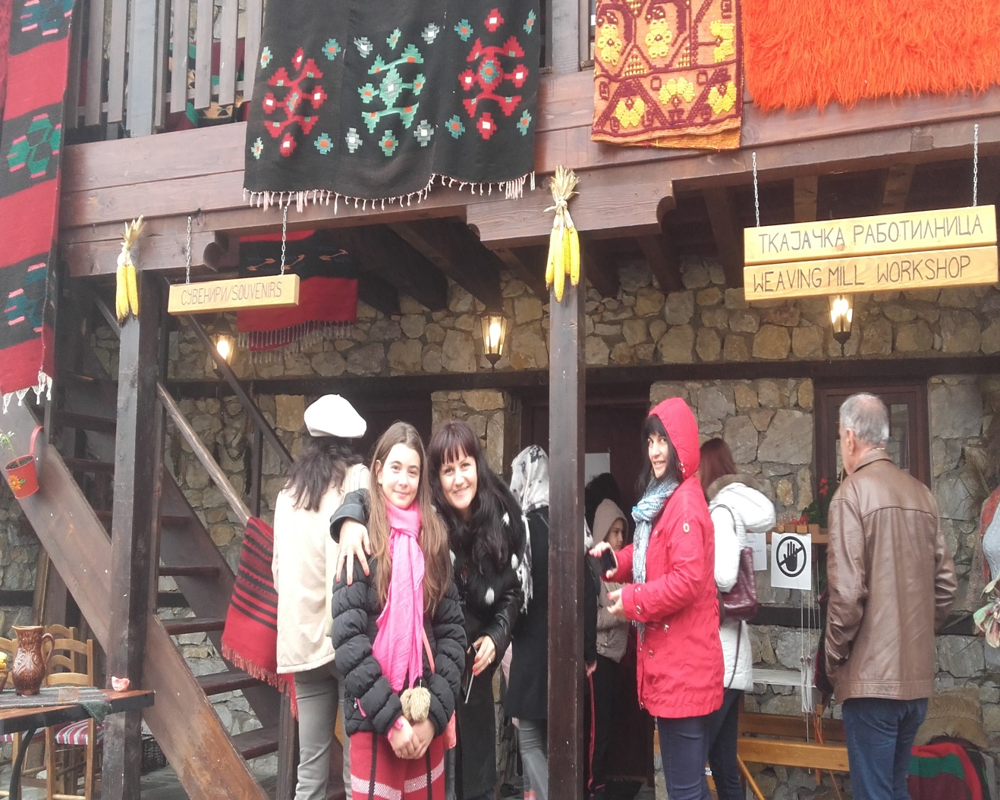 СУВЕНИРИ/SOUVENIRS
ТКАЈАЧКА РАБОТИЛНИЦА
WEAVING MILL WORKSHOP